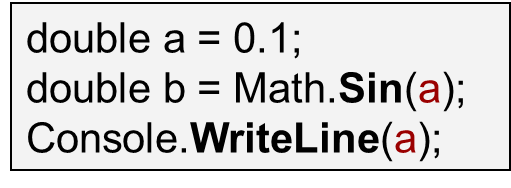 double a = 0.1;
double b = Math.Sin(a);
Console.WriteLine(a);